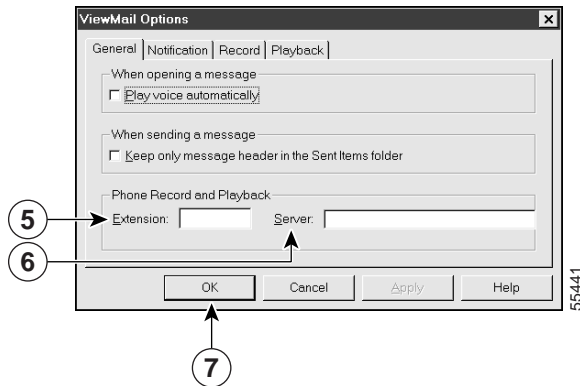 ViewMail Options
General Notification Record Playback
When opening a message
Play voice automatically
When sending a message
Keep only message header in the Sent Items folder
Phone Record and Playback
5 Extension: Server:
6
OK Cancel Apply Help
7
55441